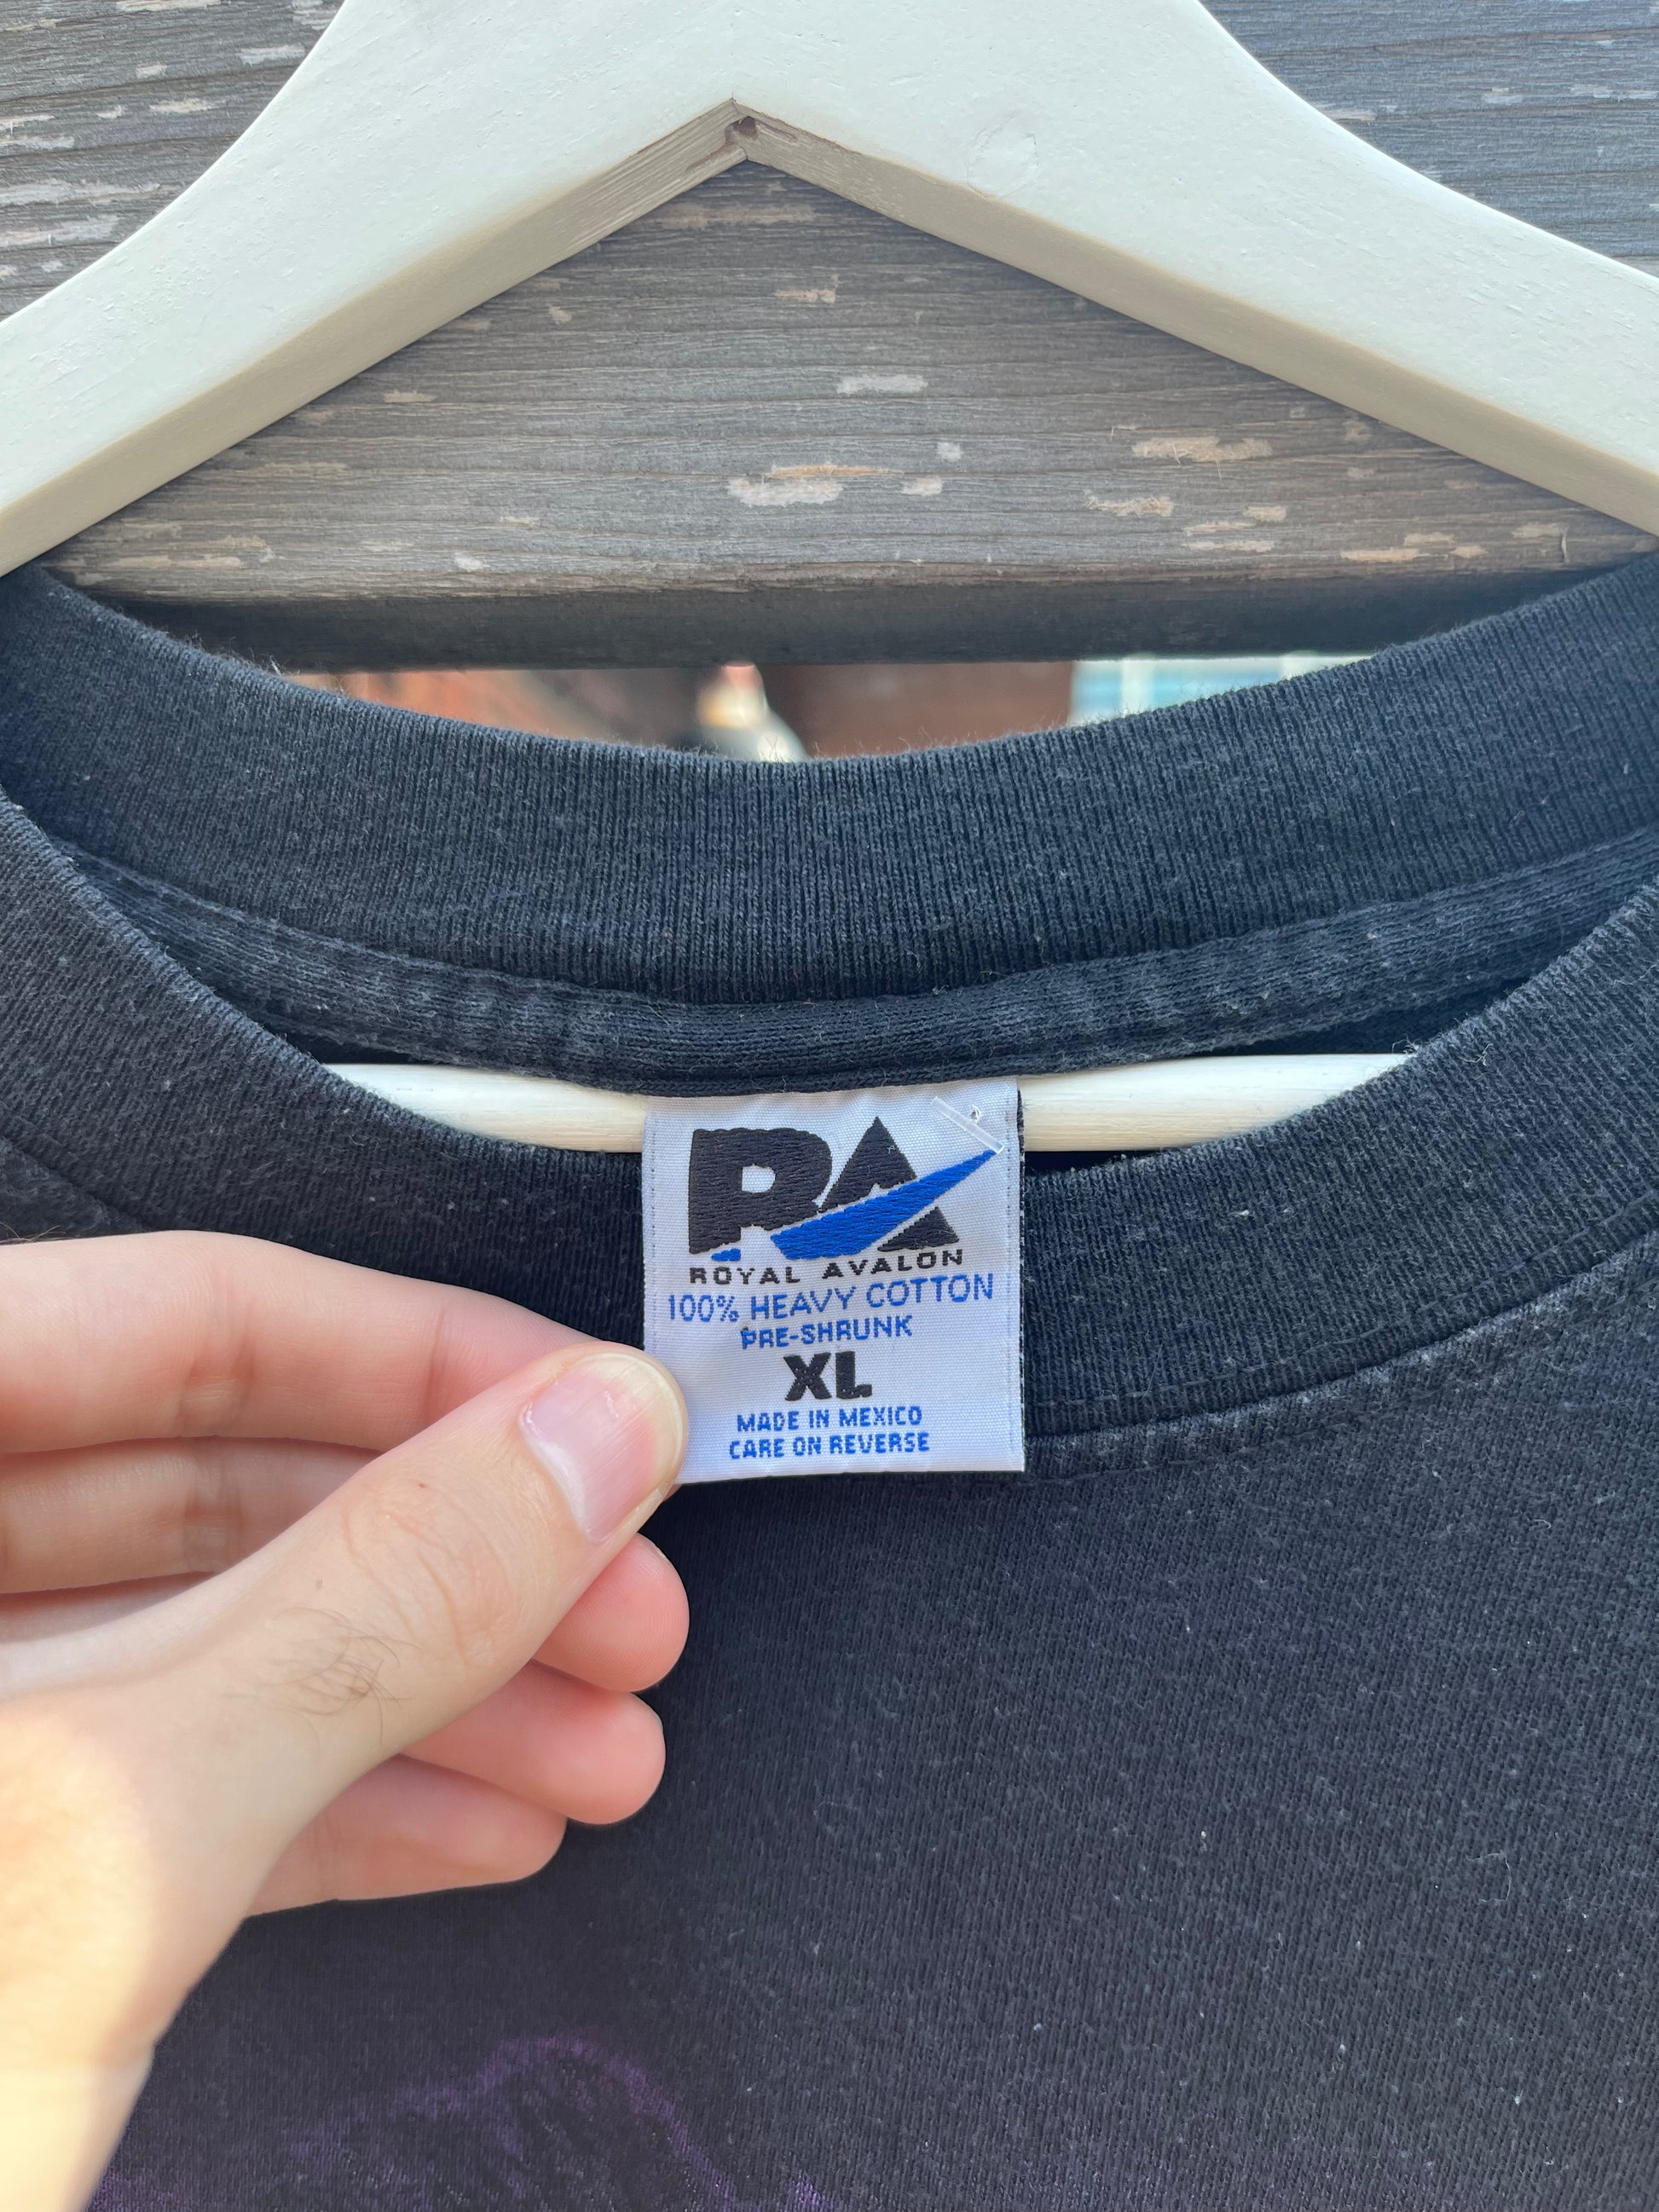 RA
ROYAL AVALON
100% HEAVY COTTON
PRE-SHRUNK
XL
MADE IN MEXICO
CARE ON REVERSE